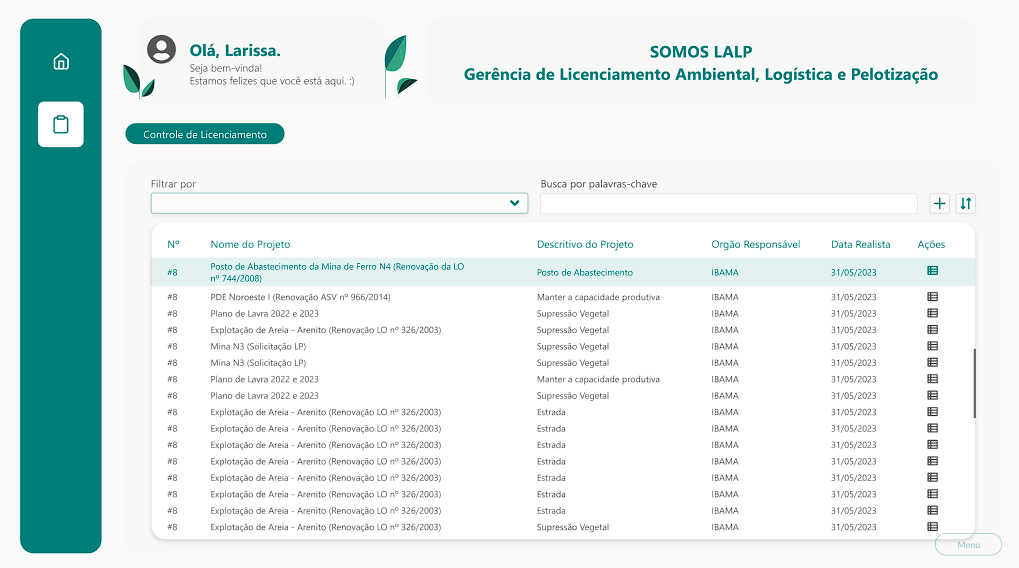 Olá, Larissa.
Seja bem-vinda!
Estamos felizes que você está aqui. :)
SOMOS LALP
Gerência de Licenciamento Ambiental, Logística e Pelotização
Controle de Licenciamento
Filtrar por
Busca por palavras-chave
Nº Nome do Projeto Descritivo do Projeto Orgão Responsável Data Realista Ações
#8 Posto de Abastecimento da Mina de Ferro N4 (Renovação da LO
nº 744/2008) Posto de Abastecimento IBAMA 31/05/2023
#8 PDE Noroeste I (Renovação ASV nº 966/2014) Manter a capacidade produtiva IBAMA 31/05/2023
#8 Plano de Lavra 2022 e 2023 Supressão Vegetal IBAMA 31/05/2023
#8 Explotação de Areia - Arenito (Renovação LO nº 326/2003) Supressão Vegetal IBAMA 31/05/2023
#8 Mina N3 (Solicitação LP) Supressão Vegetal IBAMA 31/05/2023
#8 Mina N3 (Solicitação LP) Supressão Vegetal IBAMA 31/05/2023
#8 Plano de Lavra 2022 e 2023 Manter a capacidade produtiva IBAMA 31/05/2023
#8 Plano de Lavra 2022 e 2023 Supressão Vegetal IBAMA 31/05/2023
#8 Explotação de Areia - Arenito (Renovação LO nº 326/2003) Estrada IBAMA 31/05/2023
#8 Explotação de Areia - Arenito (Renovação LO nº 326/2003) Estrada IBAMA 31/05/2023
#8 Explotação de Areia - Arenito (Renovação LO nº 326/2003) Estrada IBAMA 31/05/2023
#8 Explotação de Areia - Arenito (Renovação LO nº 326/2003) Estrada IBAMA 31/05/2023
#8 Explotação de Areia - Arenito (Renovação LO nº 326/2003) Estrada IBAMA 31/05/2023
#8 Explotação de Areia - Arenito (Renovação LO nº 326/2003) Estrada IBAMA 31/05/2023
#8 Explotação de Areia - Arenito (Renovação LO nº 326/2003) Estrada IBAMA 31/05/2023
#8 Explotação de Areia - Arenito (Renovação LO nº 326/2003) Supressão Vegetal IBAMA 31/05/2023
Menu